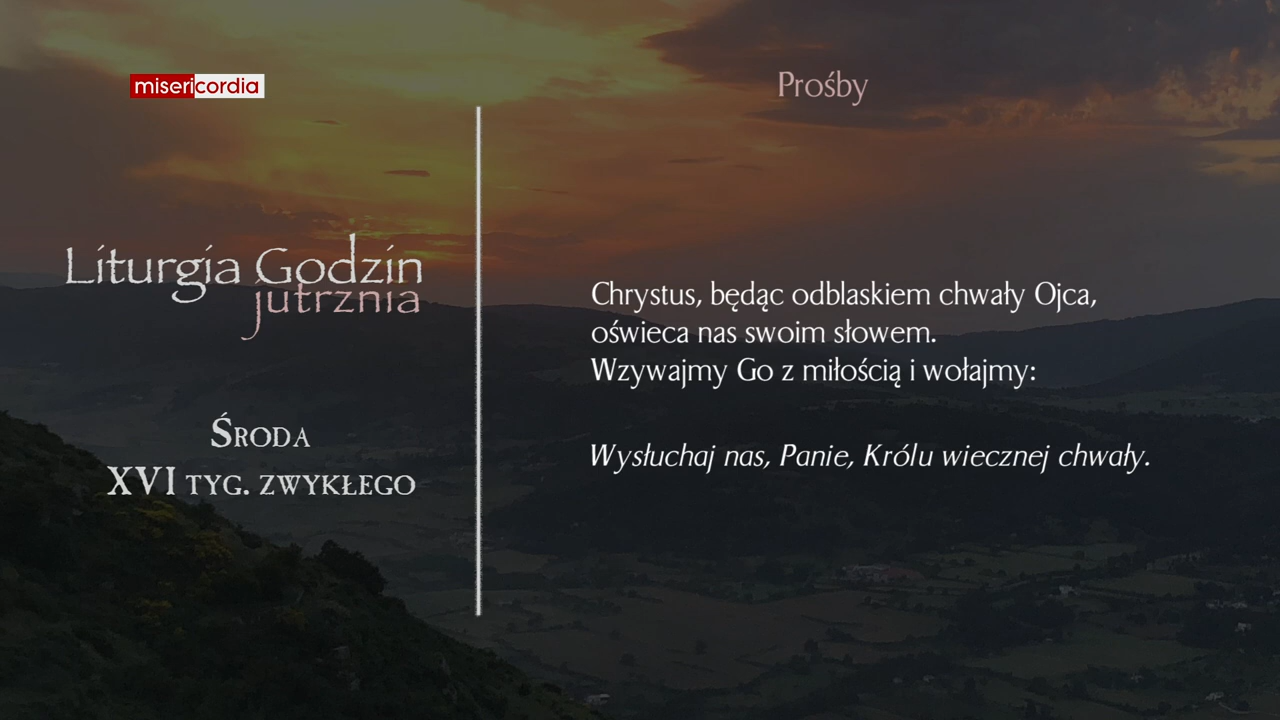 misericordia
Liturgia Godzin
jutrznia
Środa
XVI tyg. zwykłego
Prośby
Chrystus, będąc odblaskiem chwały Ojca,
oświeca nas swoim słowem.
Wzywajmy Go z miłością i wołajmy:
Wysłuchaj nas, Panie, Królu wiecznej chwały.